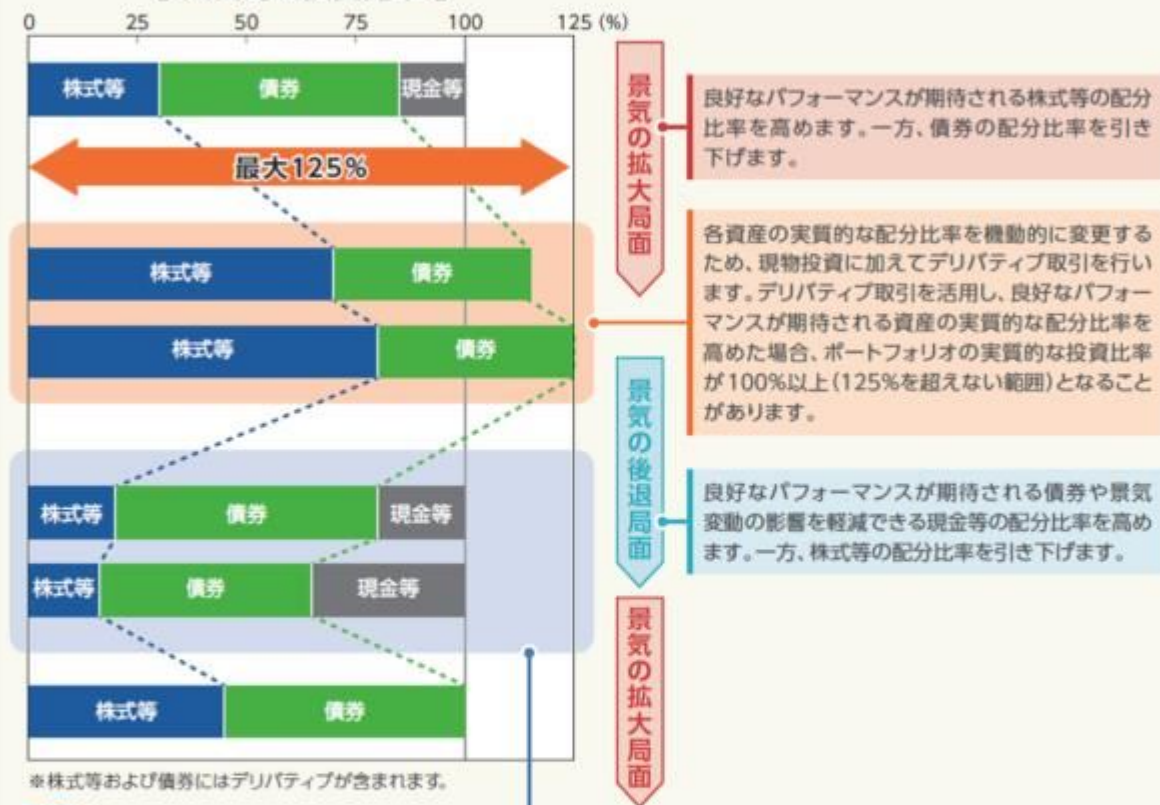 0 25 50 75 100 125 (%)
株式等 債券 現金等
最大125%
株式等 債券
株式等 債券
株式等 債券 現金等
株式等 債券 現金等
株式等 債券
※株式等および債券にはデリバティブが含まれます。
景気の拡大局面
良好なパフォーマンスが期待される株式等の配分
比率を高めます。一方、債券の配分比率を引き
下げます。
各資産の実質的な配分比率を機動的に変更する
ため、現物投資に加えてデリバティブ取引を行い
ます。デリバティブ取引を活用し、良好なパフォー
マンスが期待される資産の実質的な配分比率を
高めた場合、ポートフォリオの実質的な投資比率
が100%以上(125%を超えない範囲)となること
があります。
景気の後退局面
良好なパフォーマンスが期待される債券や景気
変動の影響を軽減できる現金等の配分比率を高め
ます。一方、株式等の配分比率を引き下げます。
景気の拡大局面